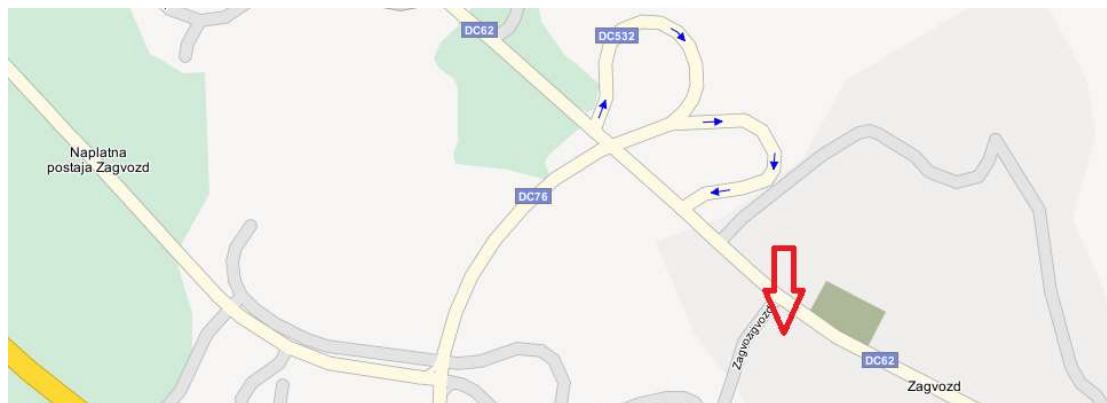 DC62
DC532
Naplatna
postaja Zagvozd
DC76
Zagvozd
DC62
Zagvozd